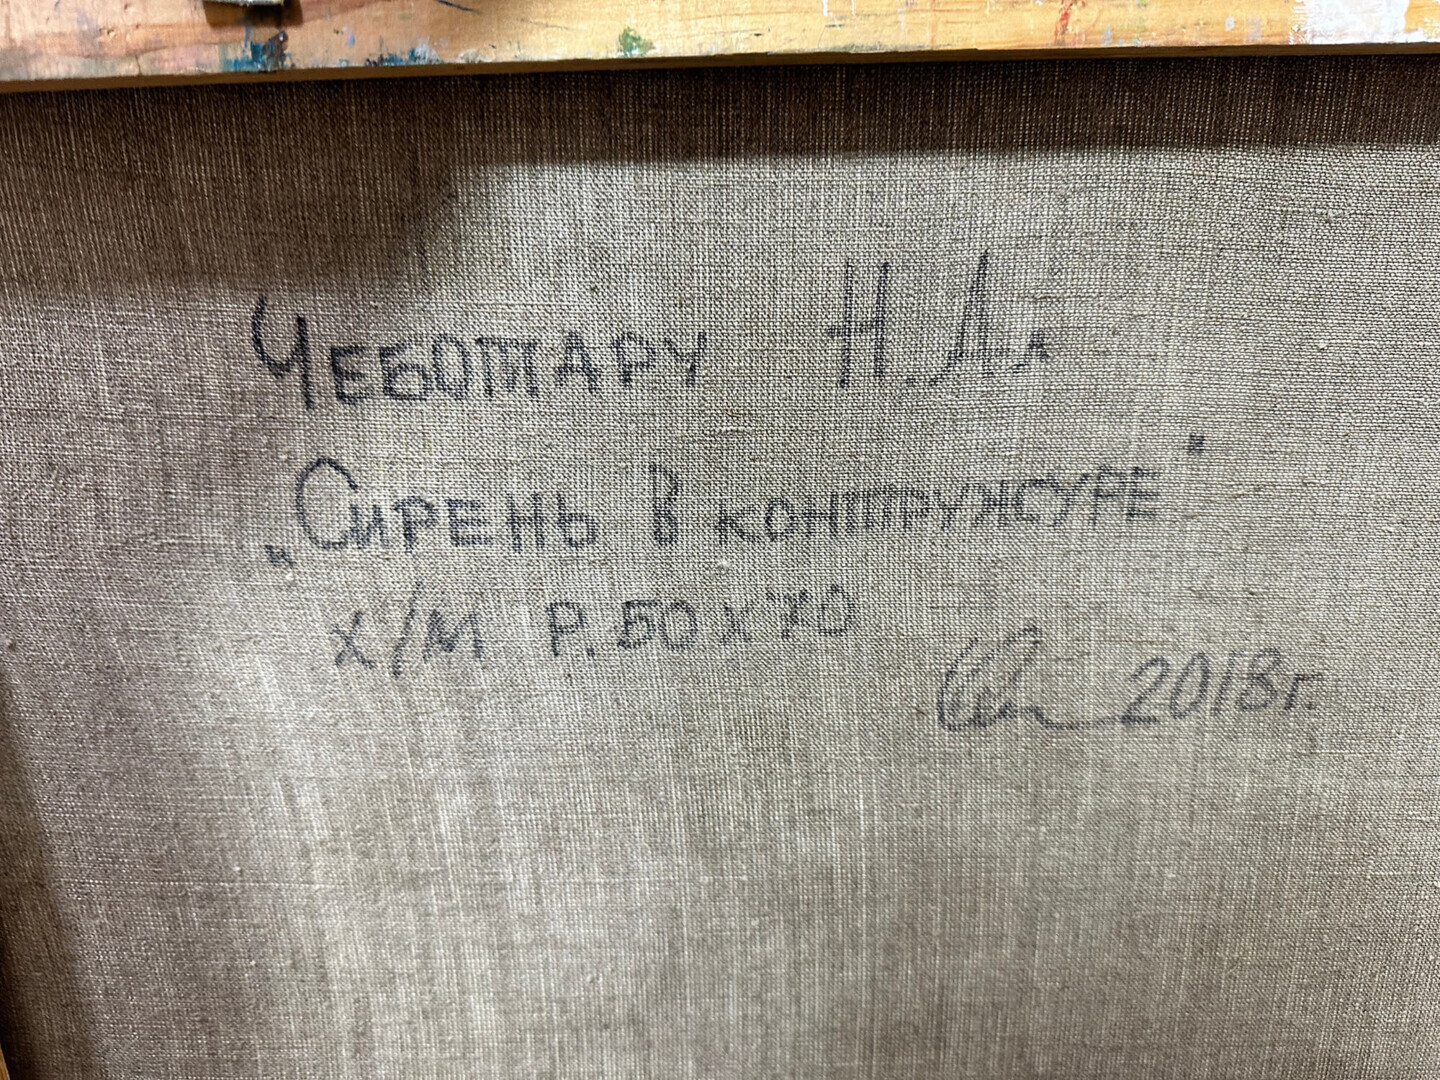 Чеботару Н. А.
„Сирень в контружуре"
х/м р. 50х70
2018г.